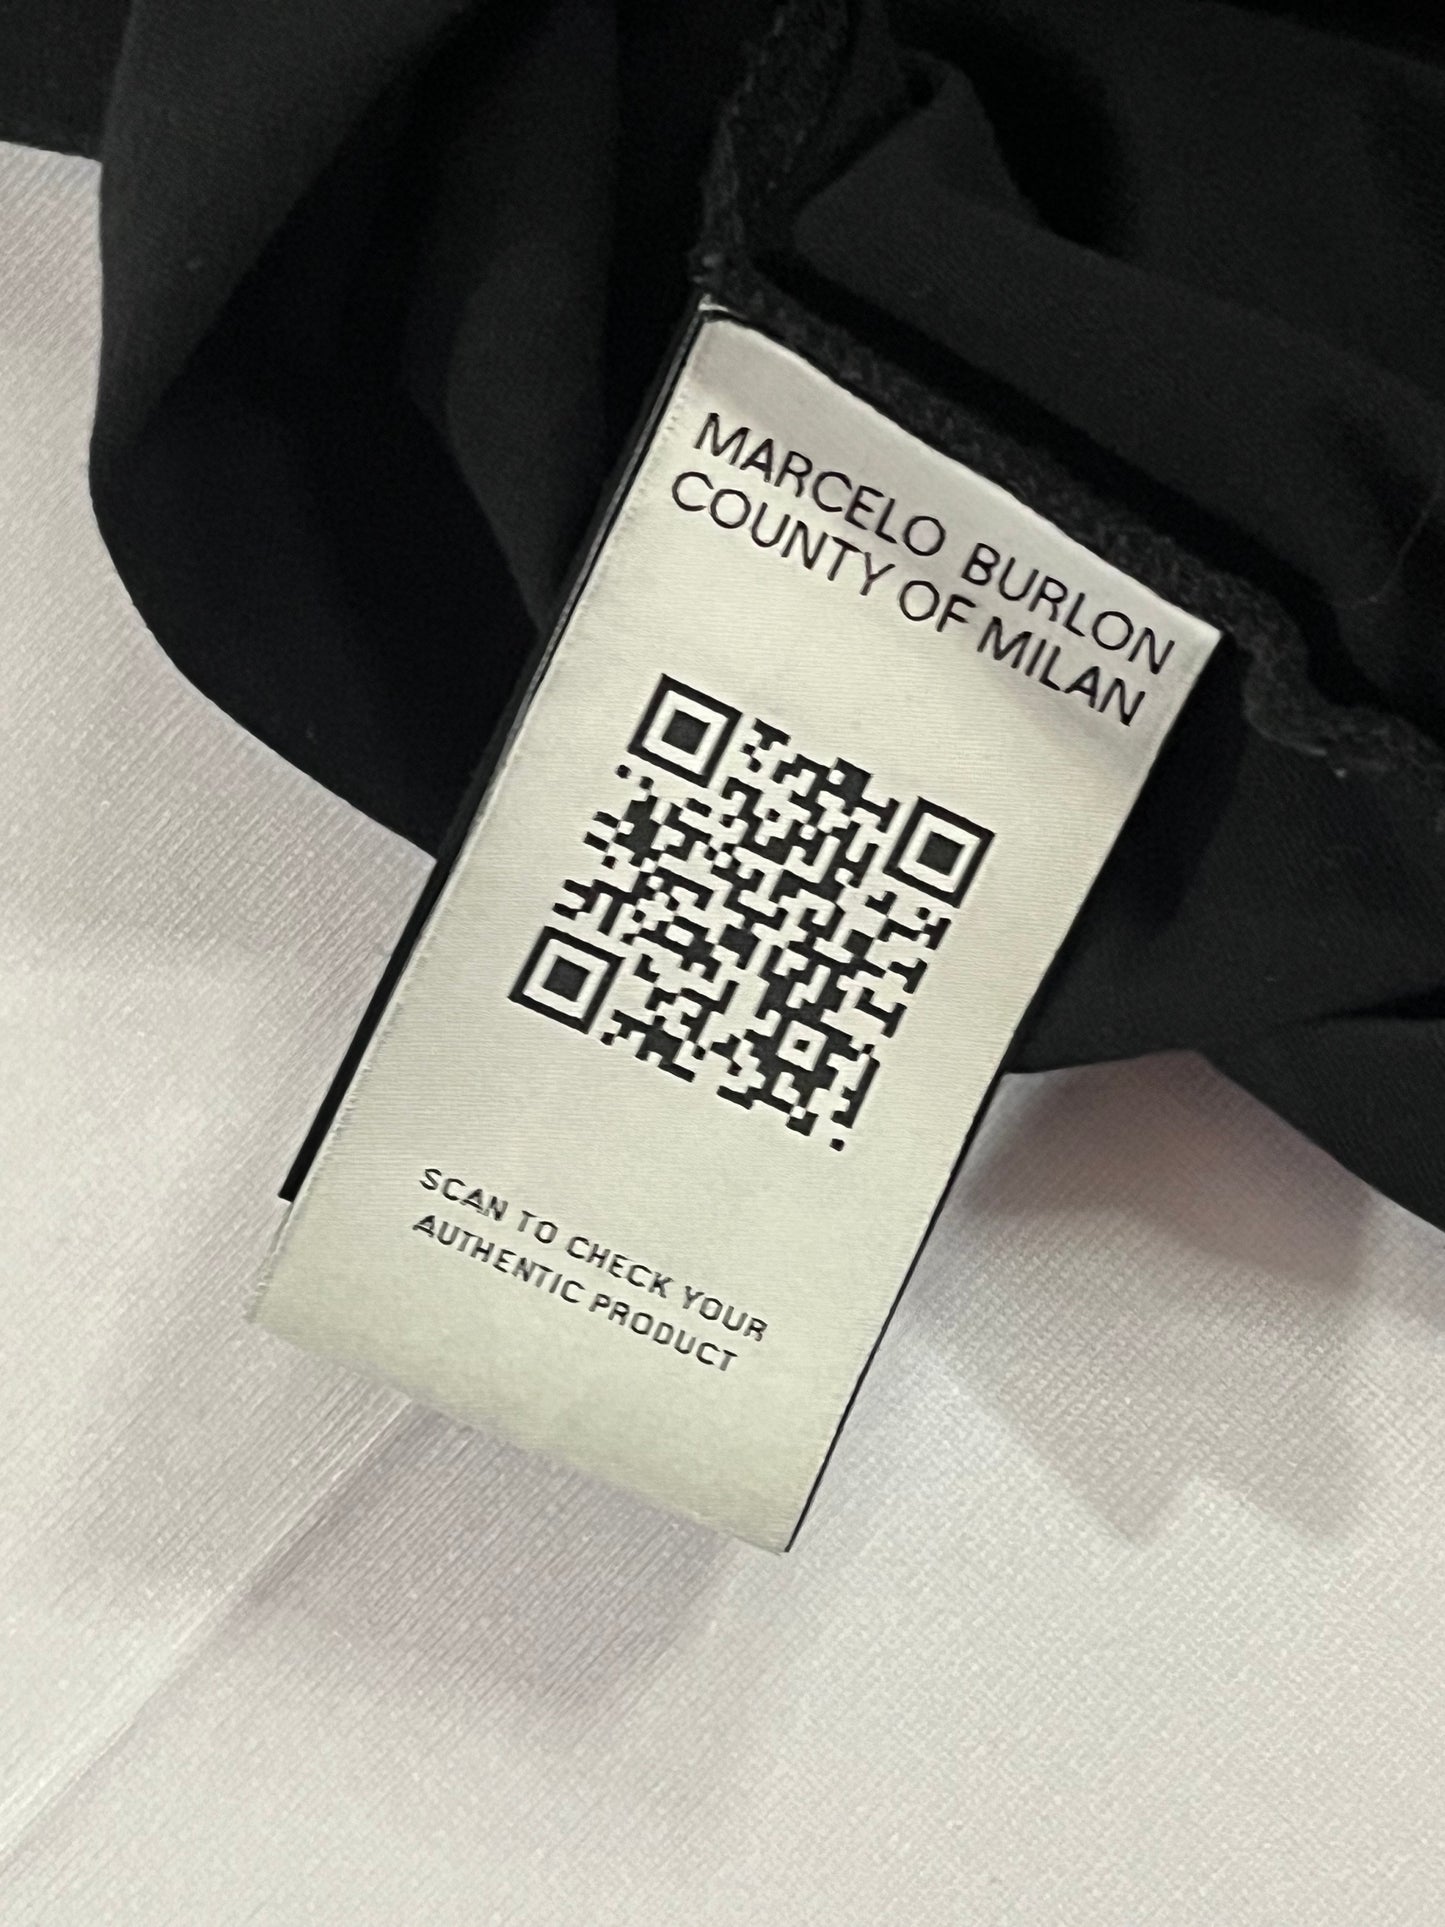 MARCELO BURLON
COUNTY OF MILAN
SCAN TO CHECK YOUR
AUTHENTIC PRODUCT